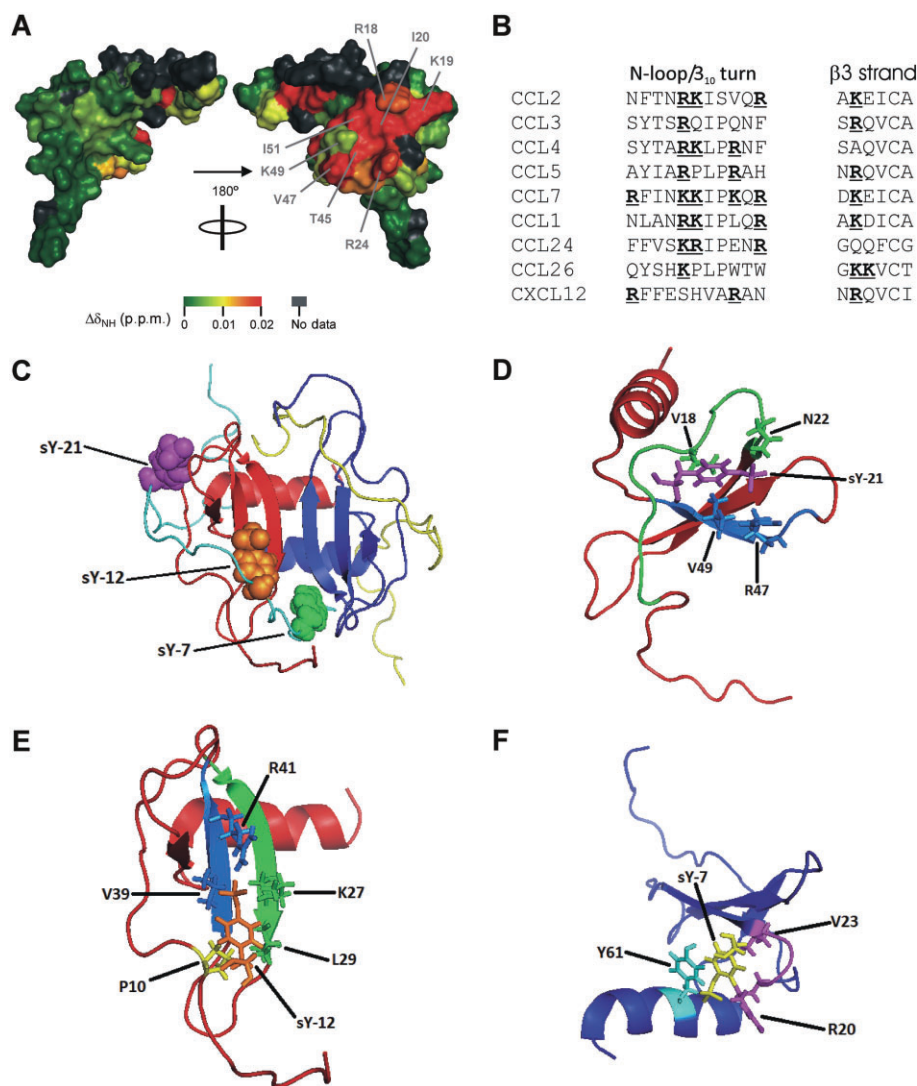 A
R18
I20
K19
I51
K49
V47
T45
R24
180º
ΔδNH (p.p.m.)
0 0.01 0.02 No data
B
N-loop/3₁₀ turn β3 strand
CCL2 NFTNRKISVQR AKEICA
CCL3 SYTSRQIPQNF SRQVCA
CCL4 SYTARKLPRNF SAQVCA
CCL5 AYIARPLPRAH NRQVCA
CCL7 RFINKKIPKQR DKEICA
CCL1 NLANRKIPLQR AKDICA
CCL24 FFVSKRIPENR GQQFCG
CCL26 QYSHKPLPWTW GKKVCT
CXCL12 RFFESHVARAN NRQVCI
C
sY-21
sY-12
sY-7
D
V18
N22
sY-21
V49
R47
E
R41
V39
K27
L29
P10
sY-12
F
sY-7
V23
Y61
R20